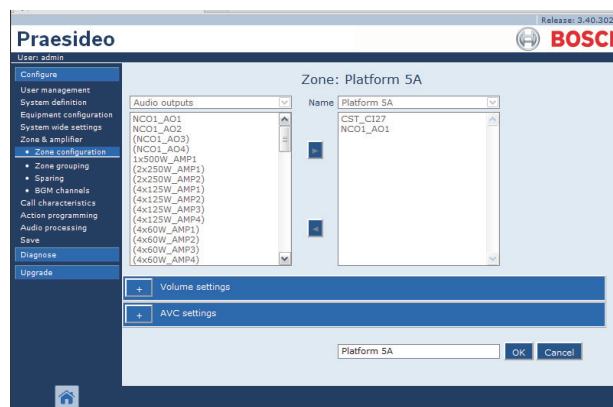 Release: 3.40.302
Praesideo
BOSCH
User: admin
Configure
User management
System definition
Equipment configuration
System wide settings
Zone & amplifier
• Zone configuration
• Zone grouping
• Sparing
• BGM channels
Call characteristics
Action programming
Audio processing
Save
Diagnose
Upgrade
Zone: Platform 5A
Audio outputs
NCO1_AO1
NCO1_AO2
(NCO1_AO3)
(NCO1_AO4)
1x500W_AMP1
(2x250W_AMP1)
(2x250W_AMP2)
(4x125W_AMP1)
(4x125W_AMP2)
(4x125W_AMP3)
(4x125W_AMP4)
(4x60W_AMP1)
(4x60W_AMP2)
(4x60W_AMP3)
(4x60W_AMP4)
Name Platform 5A
CST_CI27
NCO1_AO1
+ Volume settings
+ AVC settings
Platform 5A OK Cancel